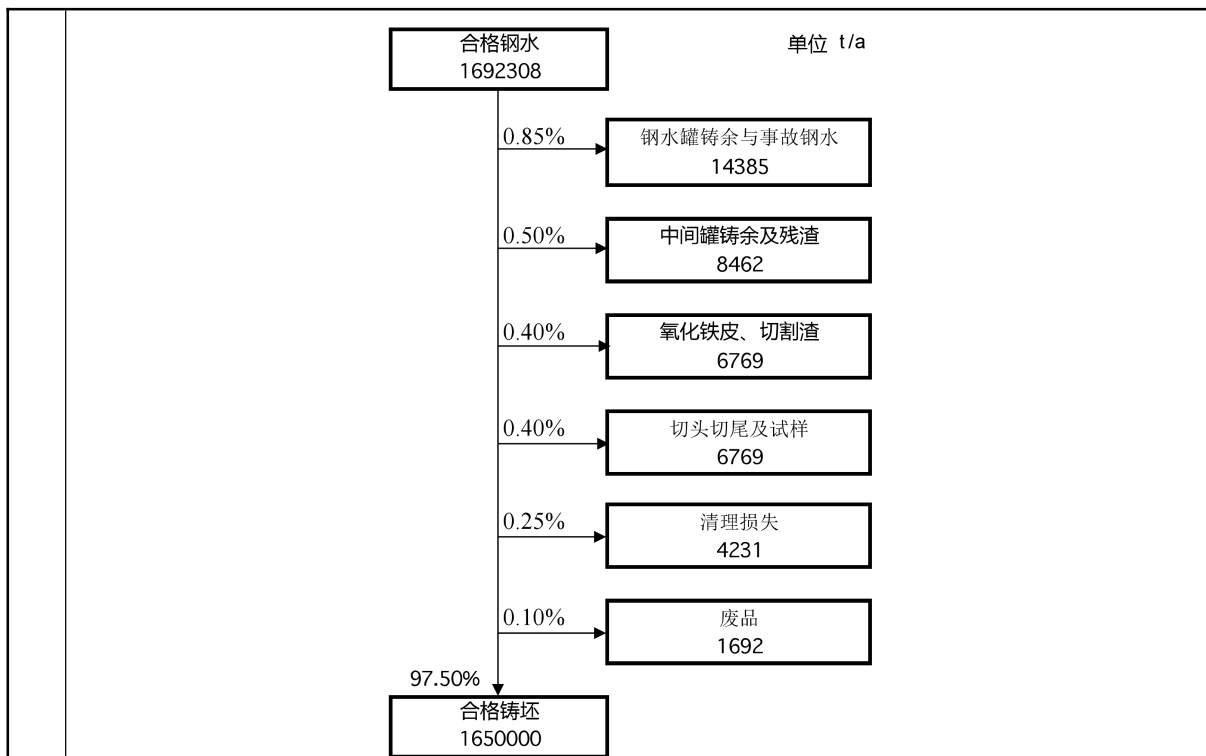 合格钢水
1692308
单位 t/a
0.85%
钢水罐铸余与事故钢水
14385
0.50%
中间罐铸余及残渣
8462
0.40%
氧化铁皮、切割渣
6769
0.40%
切头切尾及试样
6769
0.25%
清理损失
4231
0.10%
废品
1692
97.50%
合格铸坯
1650000